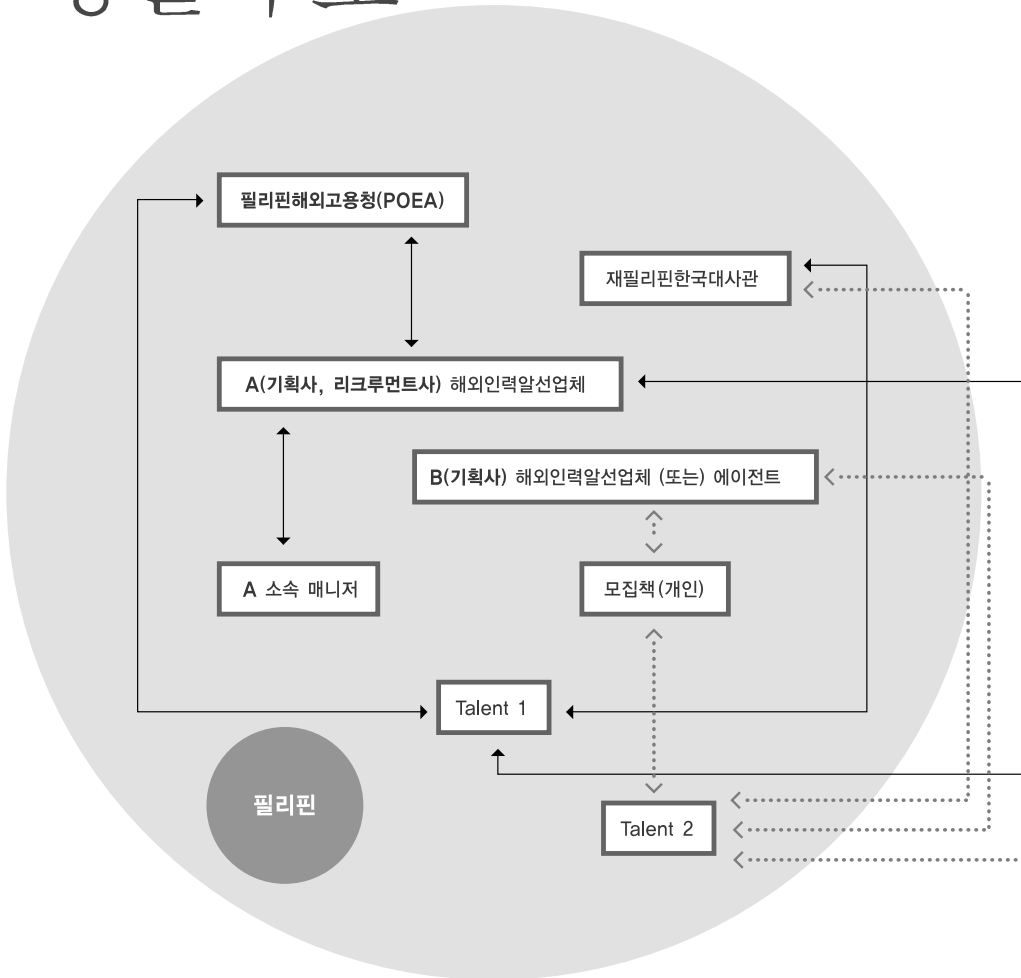 필리핀해외고용청(POEA)
재필리핀한국대사관
A(기획사, 리크루먼트사) 해외인력알선업체
B(기획사) 해외인력알선업체 (또는) 에이전트
A 소속 매니저
모집책(개인)
Talent 1
필리핀
Talent 2